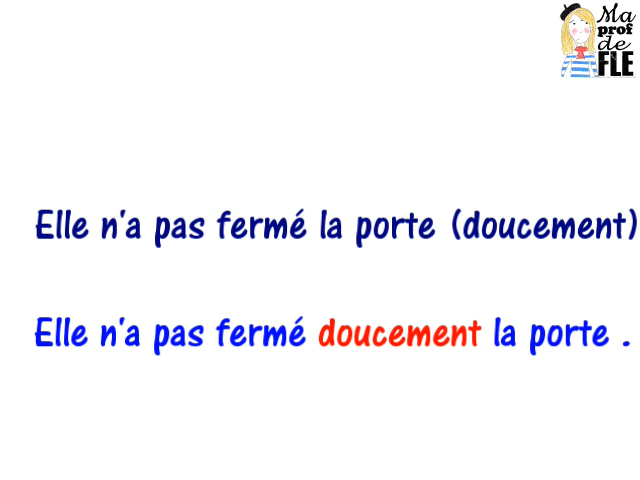 Ma
prof
de
FLE
Elle n'a pas fermé la porte (doucement)
Elle n'a pas fermé doucement la porte .